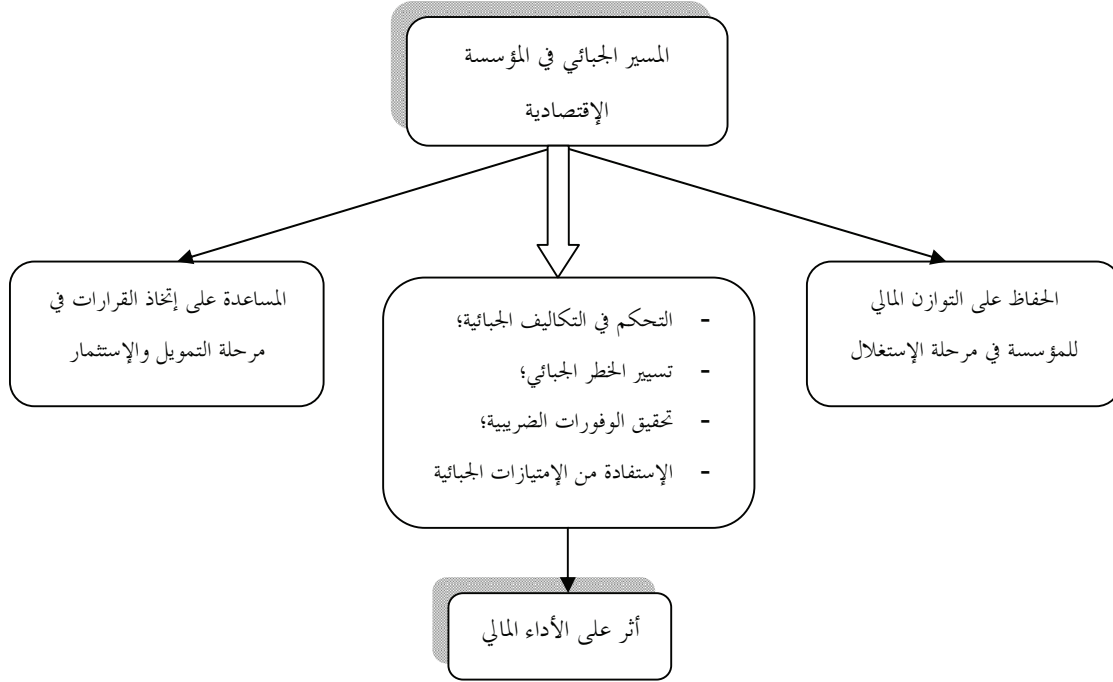 المسير الجبائي في المؤسسة
الإقتصادية
الحفاظ على التوازن المالي
للمؤسسة في مرحلة الإستغلال
- التحكم في التكاليف الجبائية؛
- تسيير الخطر الجبائي؛
- تحقيق الوفورات الضريبية؛
- الإستفادة من الإمتيازات الجبائية
المساعدة على إتخاذ القرارات في
مرحلة التمويل والإستثمار
أثر على الأداء المالي